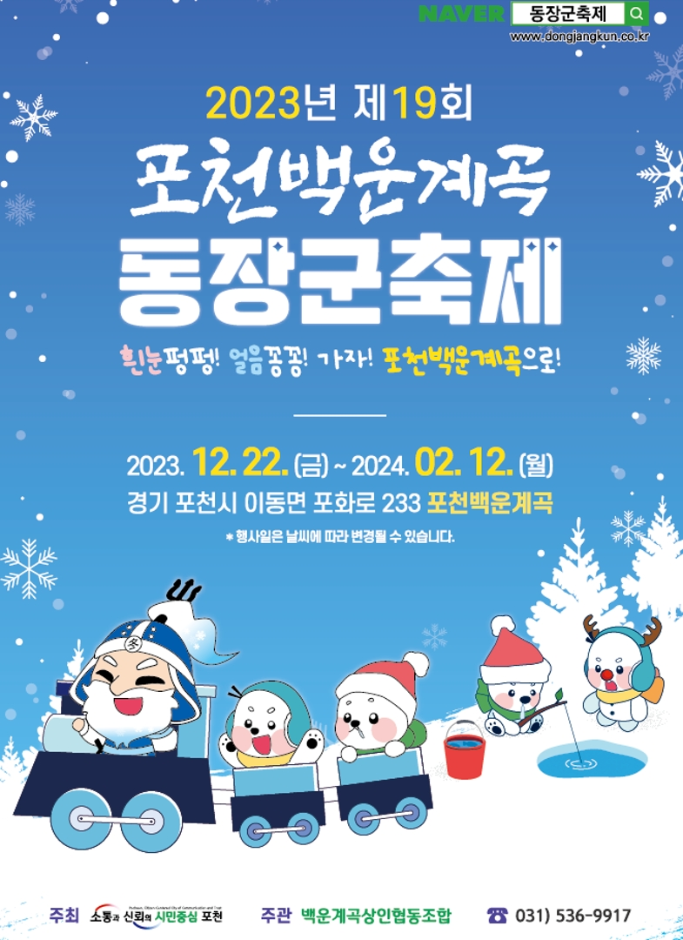 NAVER 동장군축제
www.dongjangkun.co.kr
2023년 제19회
포천백운계곡
동장군축제
흰눈펑펑! 얼음꽁꽁! 가자! 포천백운계곡으로!
2023. 12. 22. (금) ~ 2024. 02. 12. (월)
경기 포천시 이동면 포화로 233 포천백운계곡
* 행사일은 날씨에 따라 변경될 수 있습니다.
冬
주최 소통과 신뢰의 시민중심 포천 주관 백운계곡상인협동조합 ☎ 031) 536-9917